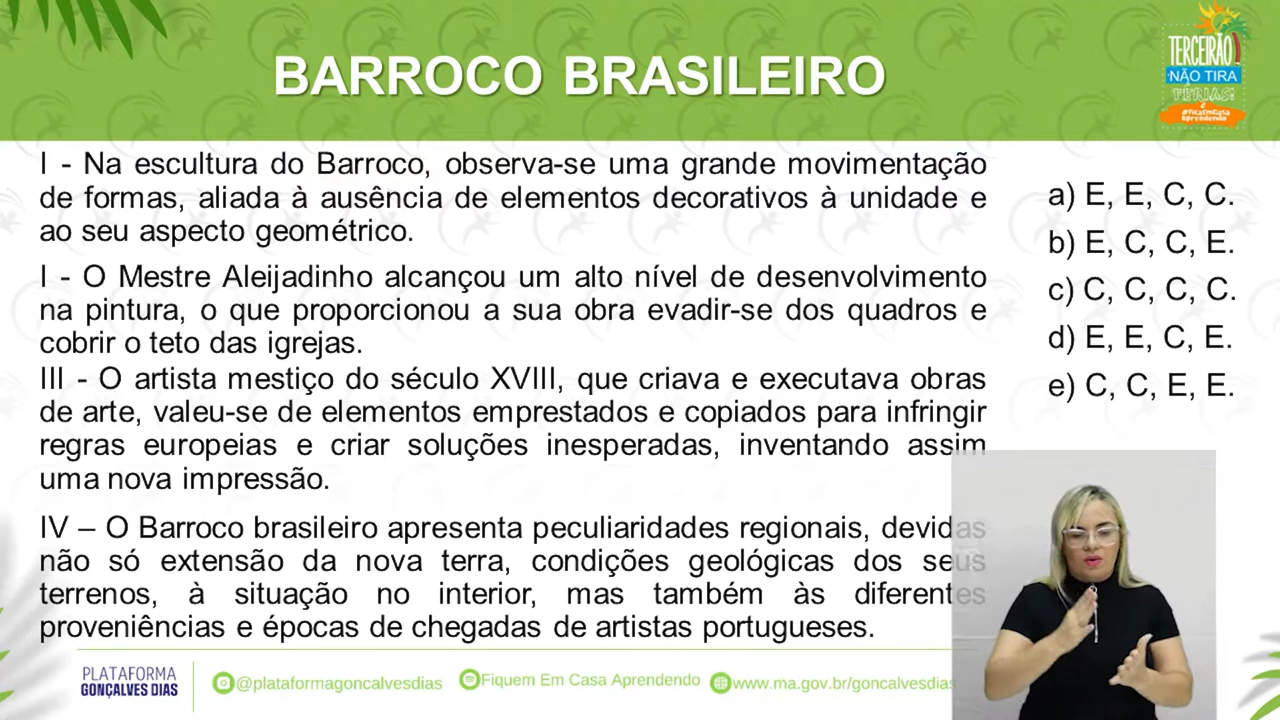 BARROCO BRASILEIRO
TERCEIRÃO
NÃO TIRA
FÉRIAS!
É
#FiqueEmCasa
Aprendendo
I - Na escultura do Barroco, observa-se uma grande movimentação
de formas, aliada à ausência de elementos decorativos à unidade e
ao seu aspecto geométrico.
I - O Mestre Aleijadinho alcançou um alto nível de desenvolvimento
na pintura, o que proporcionou a sua obra evadir-se dos quadros e
cobrir o teto das igrejas.
III - O artista mestiço do século XVIII, que criava e executava obras
de arte, valeu-se de elementos emprestados e copiados para infringir
regras europeias e criar soluções inesperadas, inventando assim
uma nova impressão.
IV – O Barroco brasileiro apresenta peculiaridades regionais, devidas
não só extensão da nova terra, condições geológicas dos seus
terrenos, à situação no interior, mas também às diferentes
proveniências e épocas de chegadas de artistas portugueses.
a) E, E, C, C.
b) E, C, C, E.
c) C, C, C, C.
d) E, E, C, E.
e) C, C, E, E.
PLATAFORMA
GONÇALVES DIAS
@plataformagoncalvesdias
Fiquem Em Casa Aprendendo
www.ma.gov.br/goncalvesdias